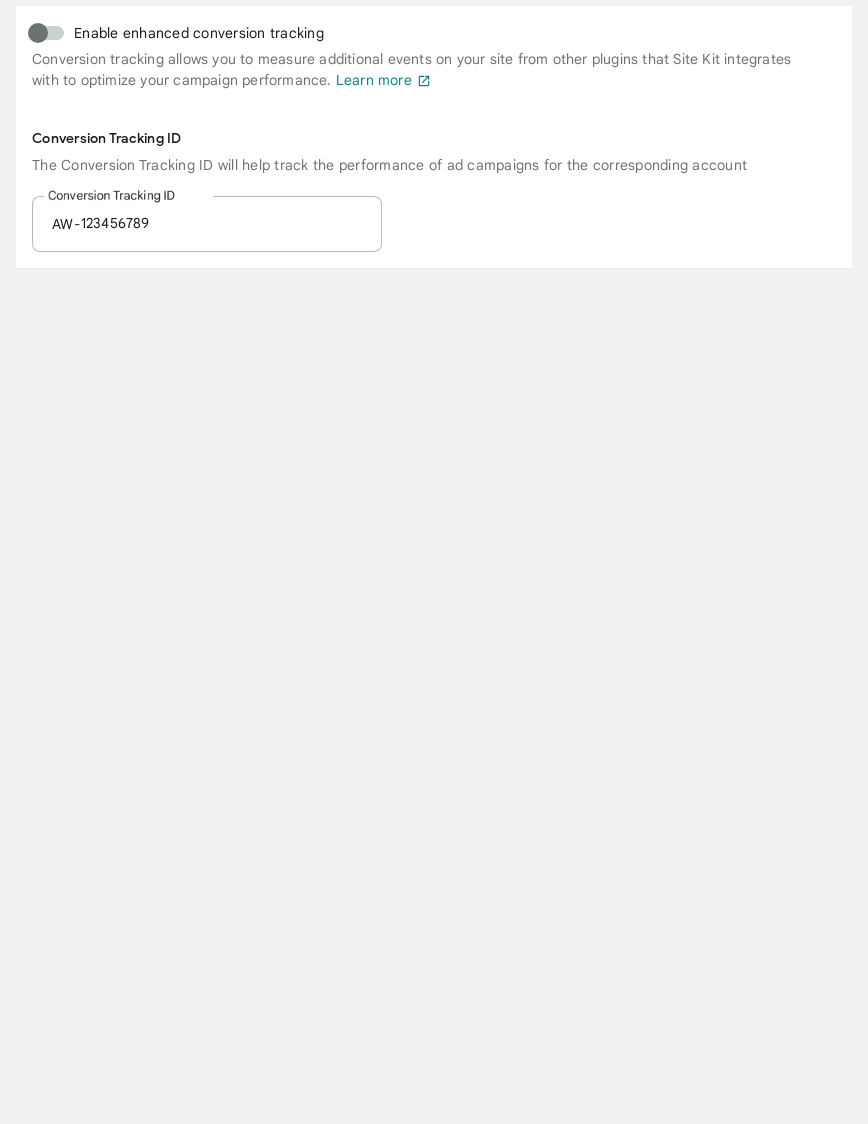 Enable enhanced conversion tracking
Conversion tracking allows you to measure additional events on your site from other plugins that Site Kit integrates
with to optimize your campaign performance. Learn more
Conversion Tracking ID
The Conversion Tracking ID will help track the performance of ad campaigns for the corresponding account
Conversion Tracking ID
AW-123456789